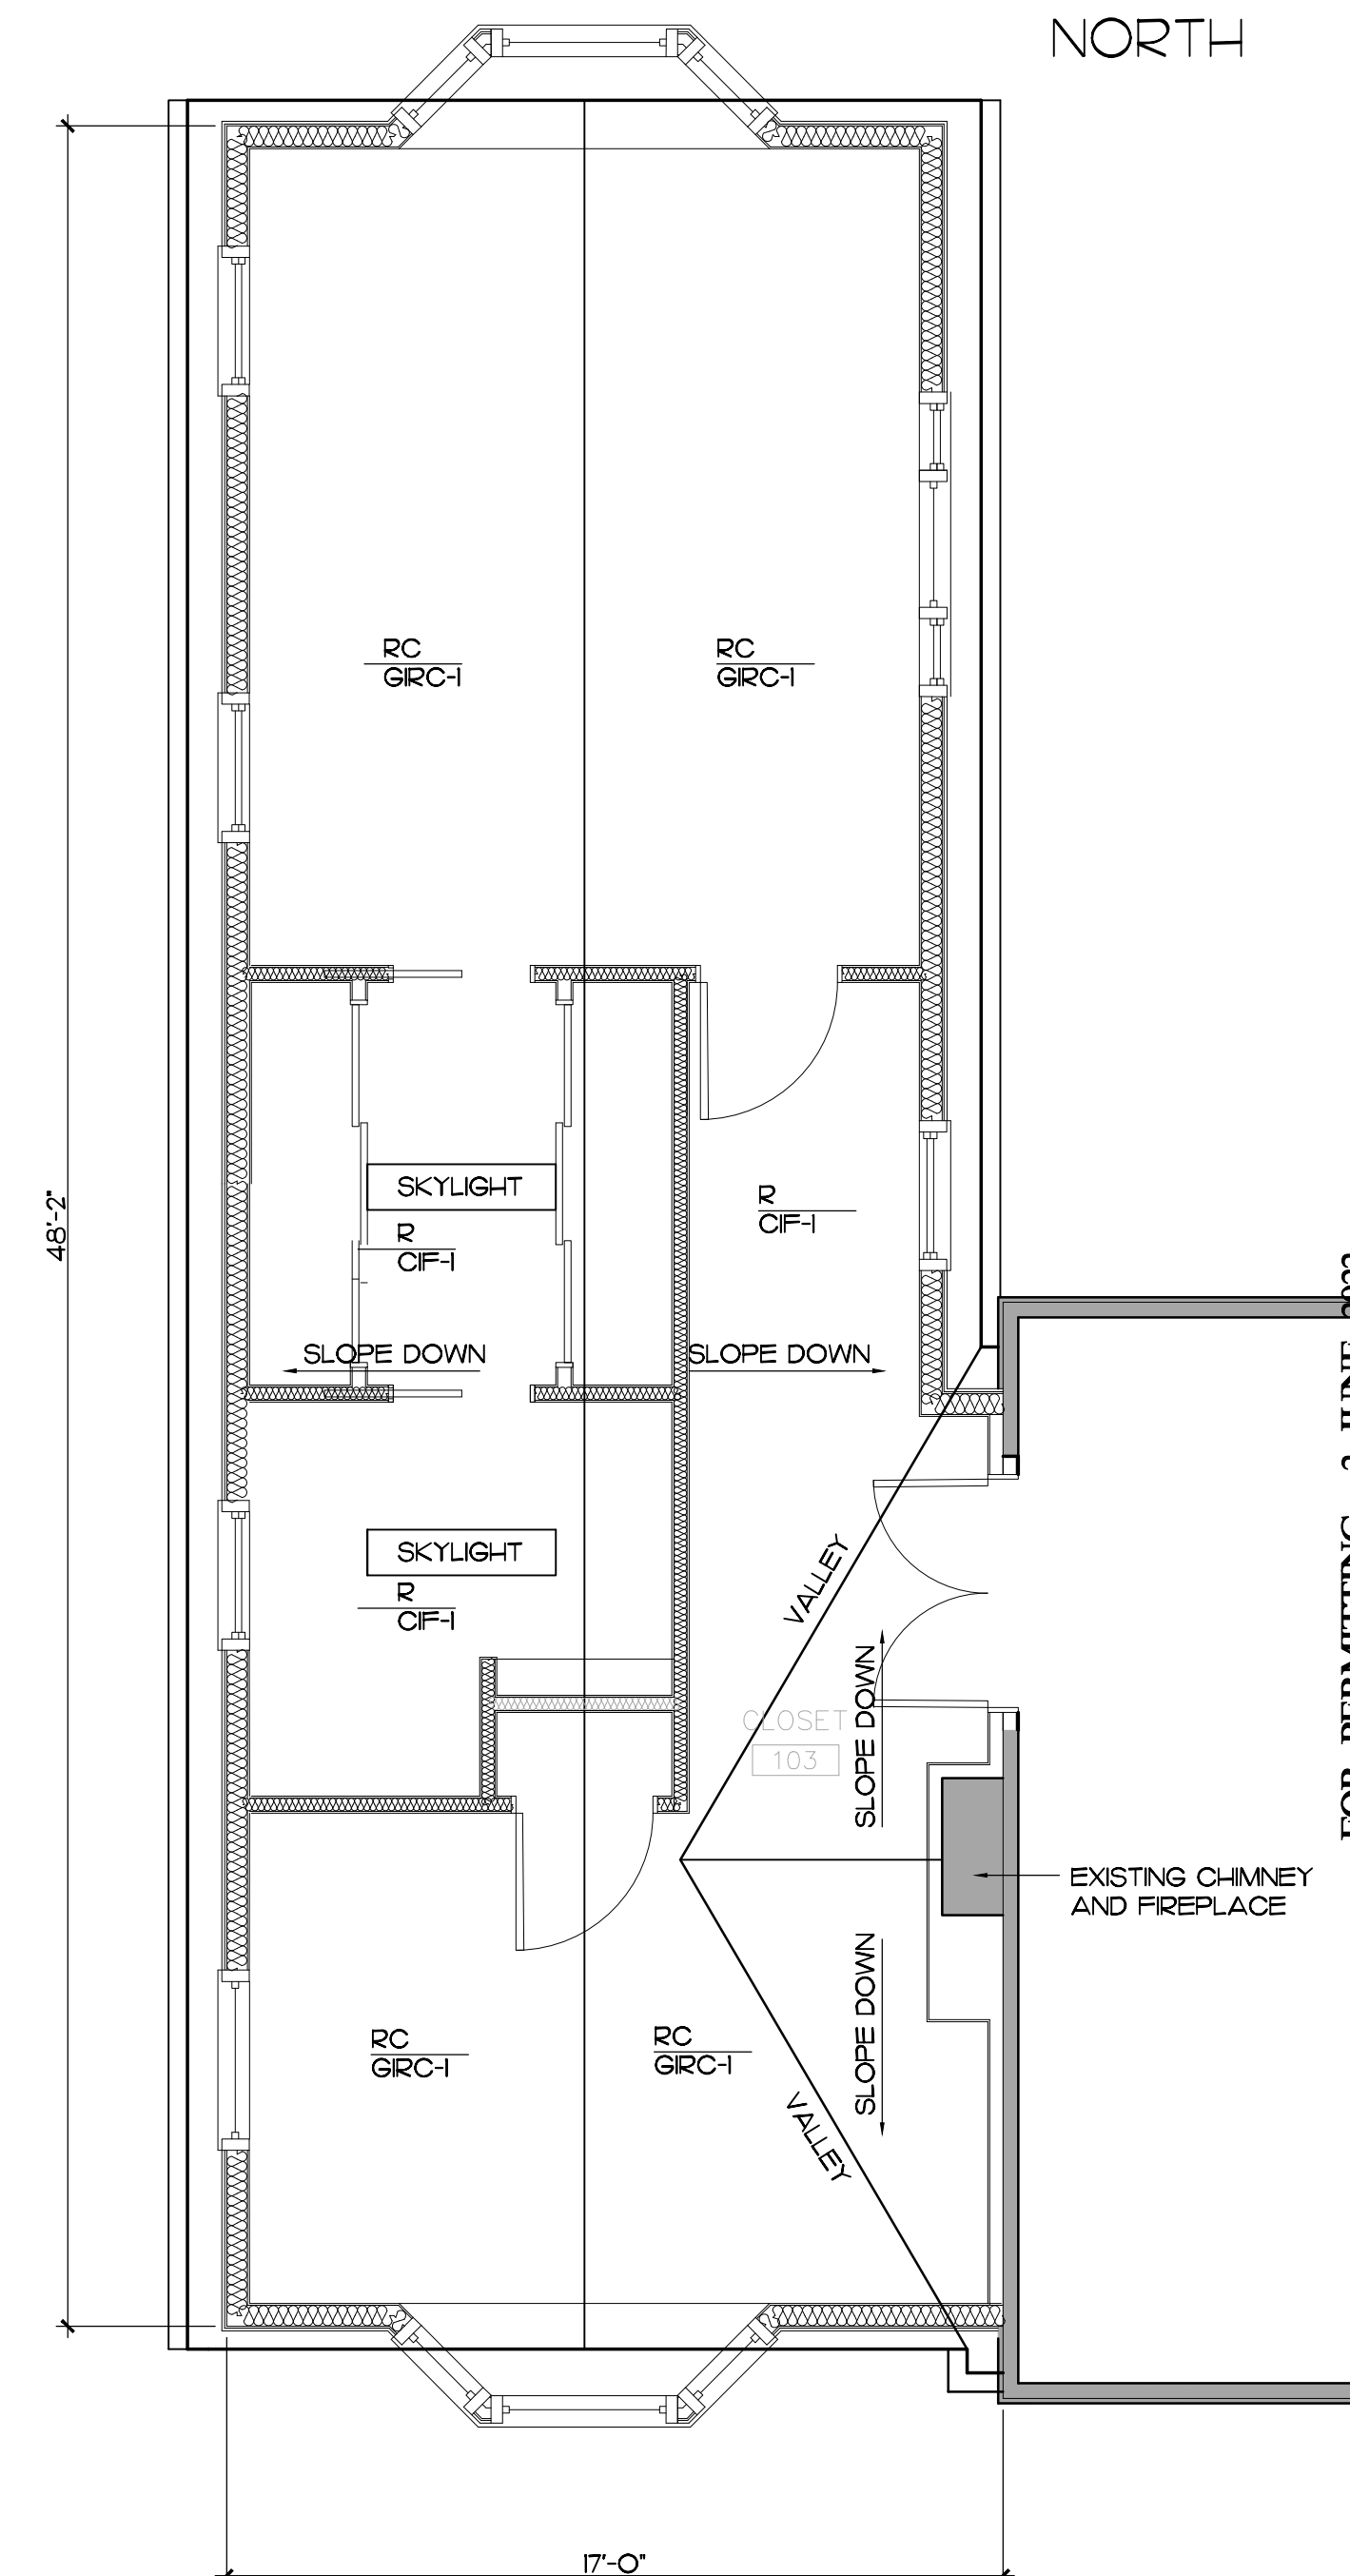 NORTH
RC
GIRC-1
RC
GIRC-1
SKYLIGHT
R
CIF-1
R
CIF-1
48'-2"
SLOPE DOWN
SLOPE DOWN
SKYLIGHT
R
CIF-1
VALLEY
SLOPE DOWN
CLOSET
103
EXISTING CHIMNEY
AND FIREPLACE
SLOPE DOWN
RC
GIRC-1
RC
GIRC-1
VALLEY
17'-0"